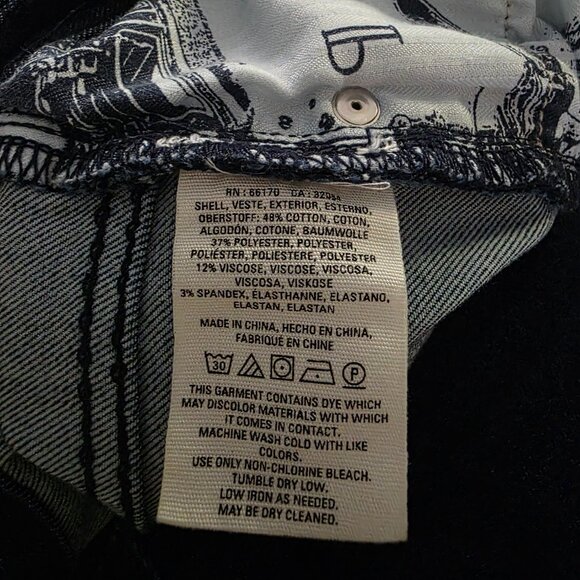 RN : 66170 CA : 32054
SHELL, VESTE, EXTERIOR, ESTERNO,
OBERSTOFF: 48% COTTON, COTON,
ALGODÓN, COTONE, BAUMWOLLE
37% POLYESTER, POLYESTER,
POLIÉSTER, POLIESTERE, POLYESTER
12% VISCOSE, VISCOSE, VISCOSA,
VISCOSA, VISKOSE
3% SPANDEX, ÉLASTHANNE, ELASTANO,
ELASTAN, ELASTAN
MADE IN CHINA, HECHO EN CHINA,
FABRIQUÉ EN CHINE
30 P
THIS GARMENT CONTAINS DYE WHICH
MAY DISCOLOR MATERIALS WITH WHICH
IT COMES IN CONTACT.
MACHINE WASH COLD WITH LIKE
COLORS.
USE ONLY NON-CHLORINE BLEACH.
TUMBLE DRY LOW.
LOW IRON AS NEEDED.
MAY BE DRY CLEANED.